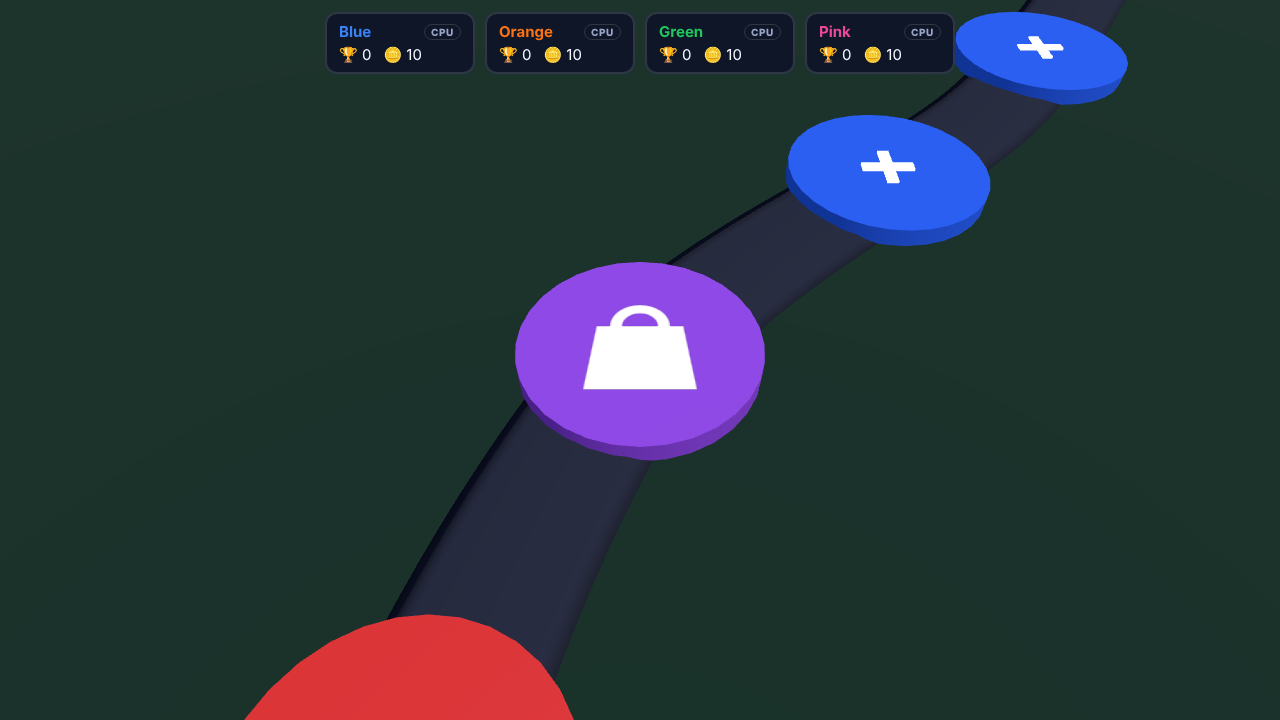 Blue CPU
🏆 0 🪙 10
Orange CPU
🏆 0 🪙 10
Green CPU
🏆 0 🪙 10
Pink CPU
🏆 0 🪙 10